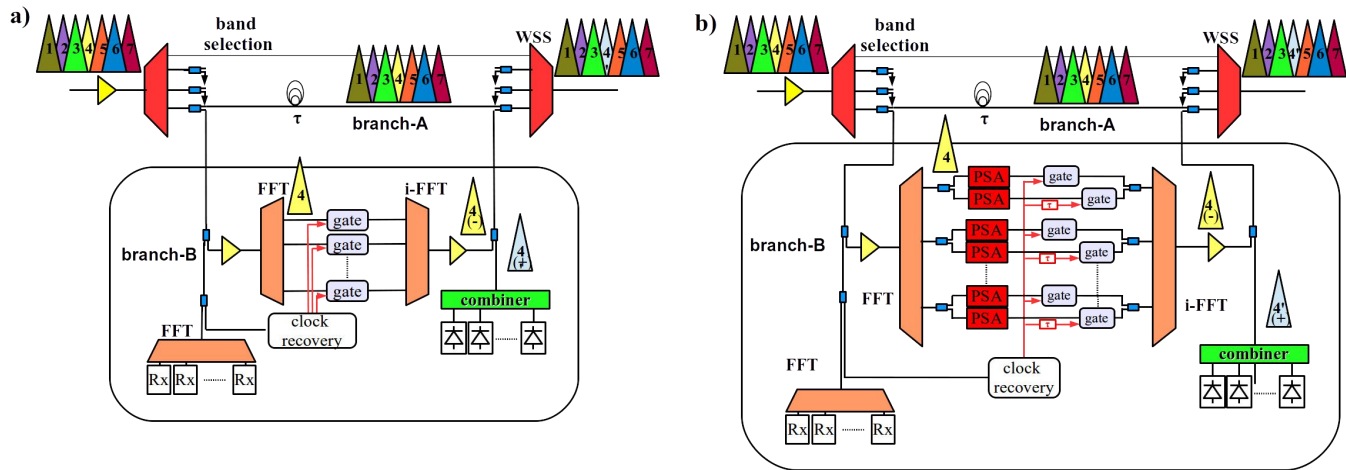 a)
1 2 3 4 5 6 7
band
selection
1 2 3 4 5 6 7
WSS
1 2 3 4' 5 6 7
τ
branch-A
FFT
4
i-FFT
gate
gate
gate
4
(-)
4'
(+)
branch-B
clock
recovery
combiner
FFT
Rx Rx Rx
b)
1 2 3 4 5 6 7
band
selection
1 2 3 4 5 6 7
WSS
1 2 3 4' 5 6 7
τ
branch-A
4
PSA gate
PSA τ gate
PSA gate
PSA τ gate
PSA gate
PSA τ gate
4
(-)
branch-B
FFT
i-FFT
4'
(+)
clock
recovery
combiner
FFT
Rx Rx Rx